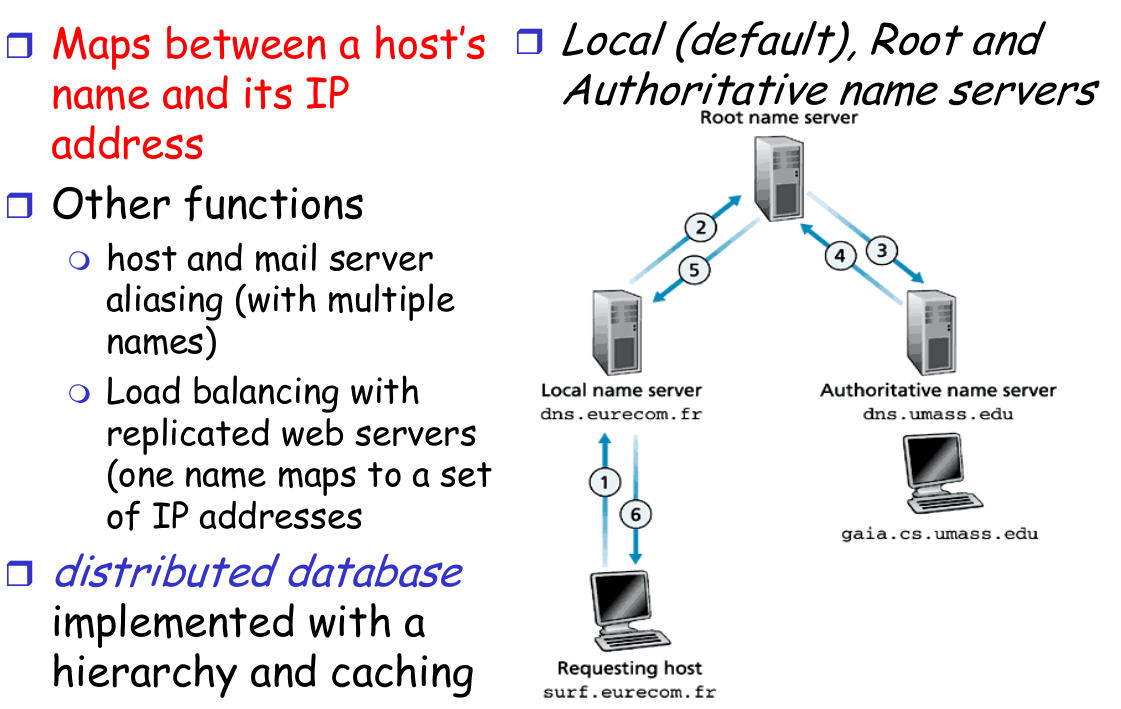 Maps between a host's
name and its IP
address
Other functions
host and mail server
aliasing (with multiple
names)
Load balancing with
replicated web servers
(one name maps to a set
of IP addresses
distributed database
implemented with a
hierarchy and caching
Local (default), Root and
Authoritative name servers
Root name server
2
5
4
3
Local name server
dns.eurecom.fr
Authoritative name server
dns.umass.edu
1
6
gaia.cs.umass.edu
Requesting host
surf.eurecom.fr